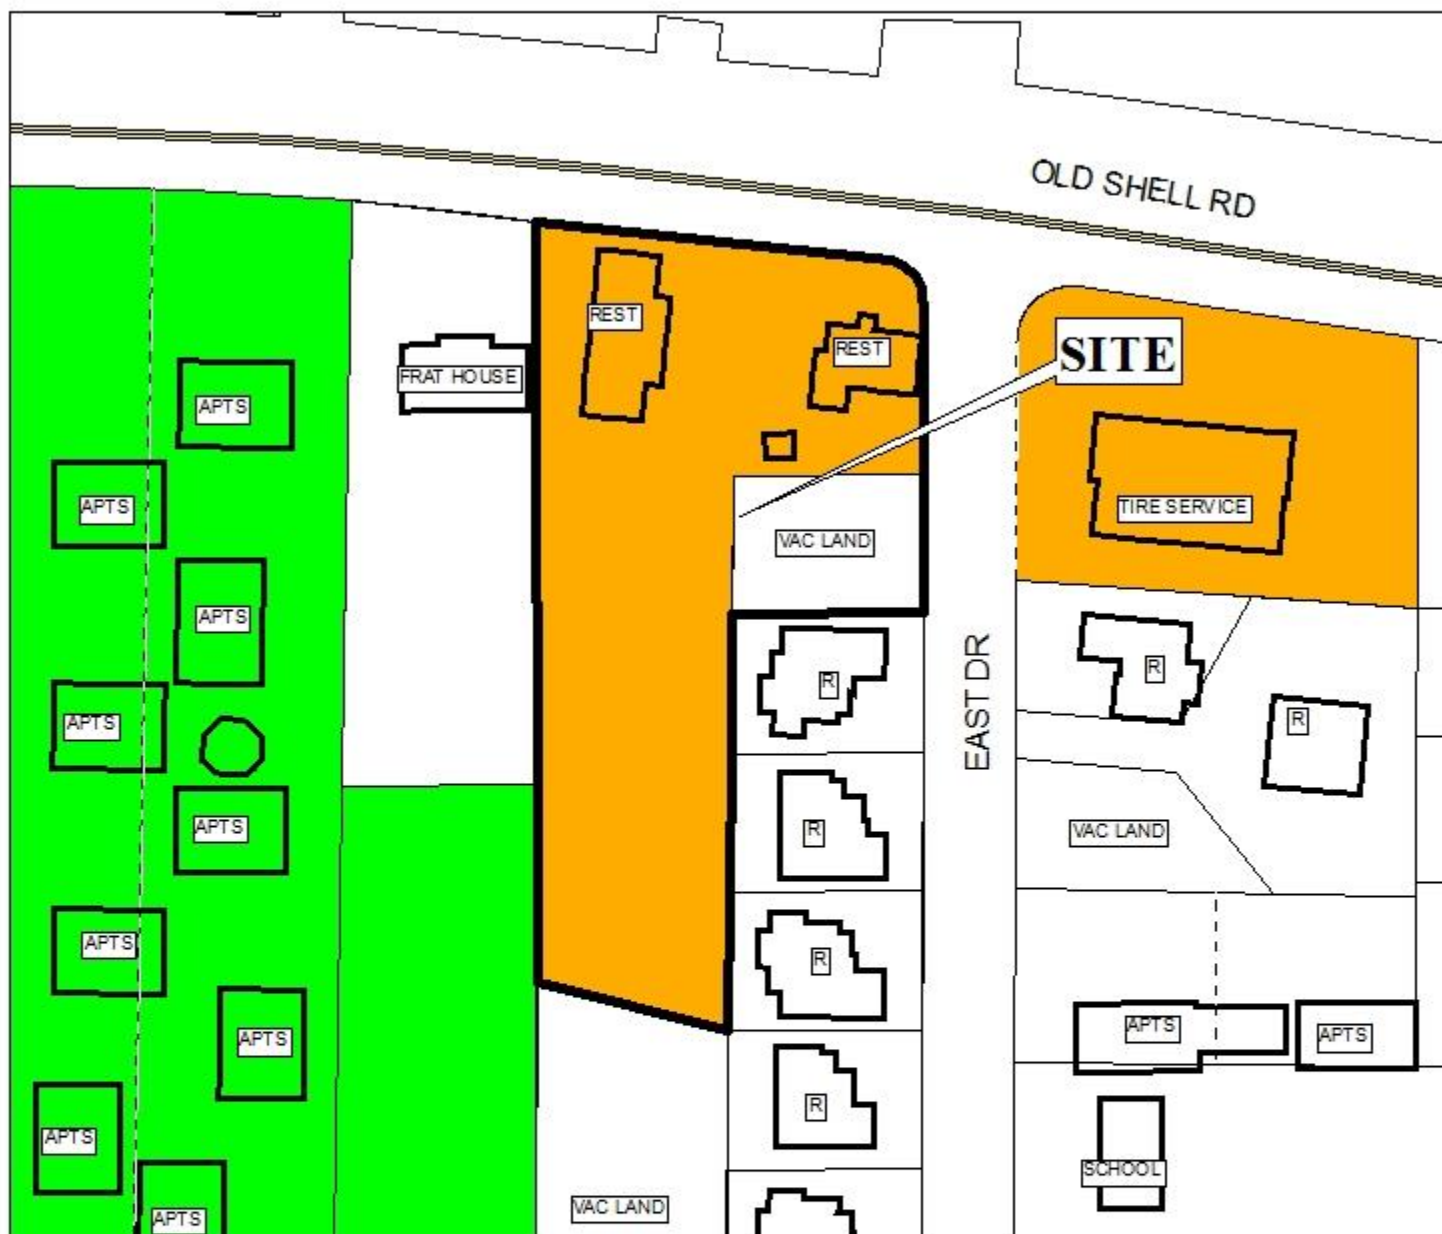 OLD SHELL RD
REST
REST
SITE
FRAT HOUSE
APTS
APTS
TIRE SERVICE
VAC LAND
APTS
R
R
EAST DR
R
APTS
APTS
R
VAC LAND
APTS
R
APTS
APTS
APTS
R
APTS
SCHOOL
VAC LAND
APTS